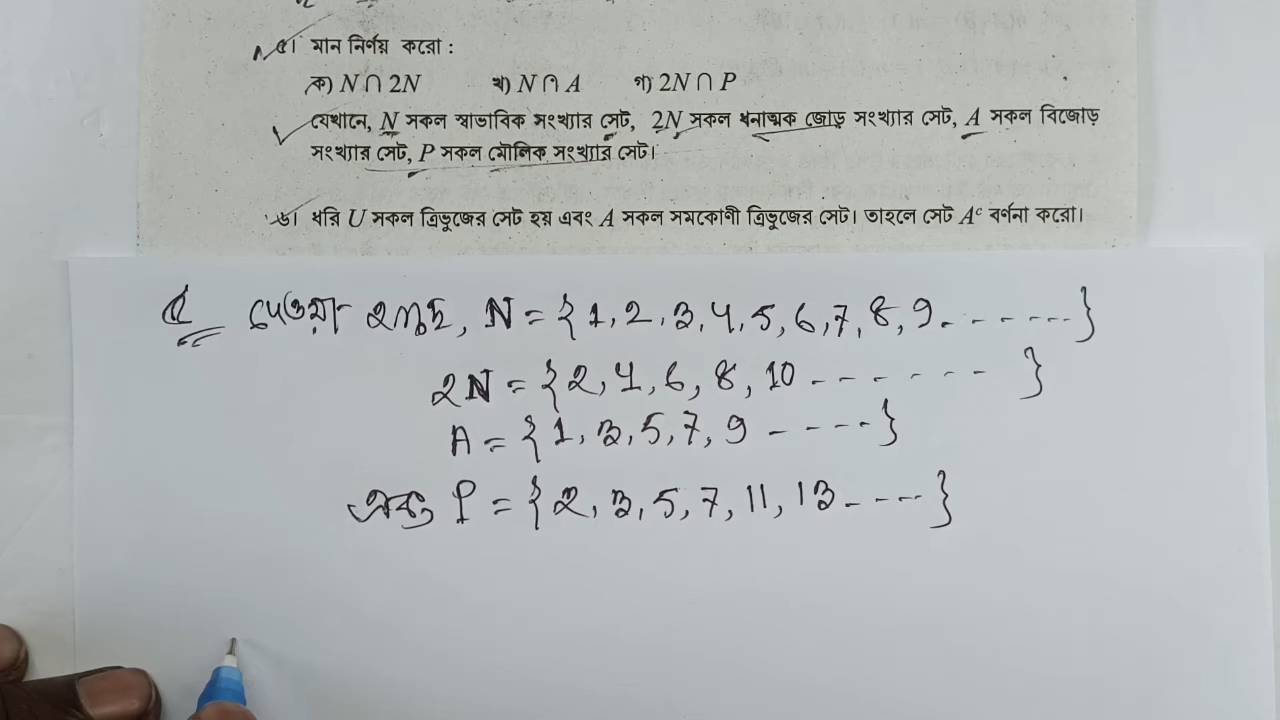 ৫। মান নির্ণয় করো :
ক) N ∩ 2N খ) N ∩ A গ) 2N ∩ P
যেখানে, N সকল স্বাভাবিক সংখ্যার সেট, 2N সকল ধনাত্মক জোড় সংখ্যার সেট, A সকল বিজোড়
সংখ্যার সেট, P সকল মৌলিক সংখ্যার সেট।
৬। ধরি U সকল ত্রিভুজের সেট হয় এবং A সকল সমকোণী ত্রিভুজের সেট। তাহলে সেট Aᶜ বর্ণনা করো।
৫ দেওয়া হয়েছে, N = {1, 2, 3, 4, 5, 6, 7, 8, 9.-------}
2N = {2, 4, 6, 8, 10 -------}
A = {1, 3, 5, 7, 9 -----}
এবং P = {2, 3, 5, 7, 11, 13----}